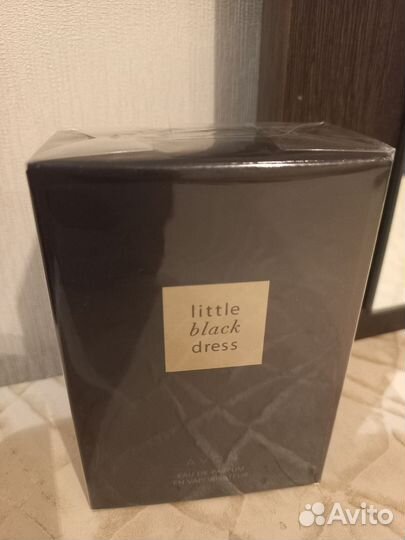 little
black
dress
AVON
EAU DE PARFUM
EN VAPORISATEUR
Avito